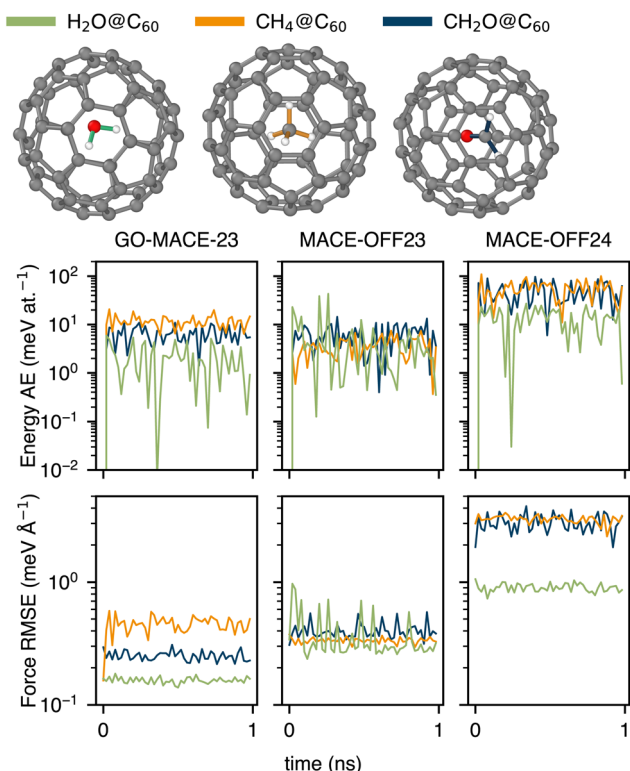 H₂O@C₆₀ CH₄@C₆₀ CH₂O@C₆₀
GO-MACE-23 MACE-OFF23 MACE-OFF24
Energy AE (meV at.⁻¹)
10²
10¹
10⁰
10⁻¹
10⁻²
Force RMSE (meV Å⁻¹)
10⁰
10⁻¹
0 1 0 1 0 1
time (ns)